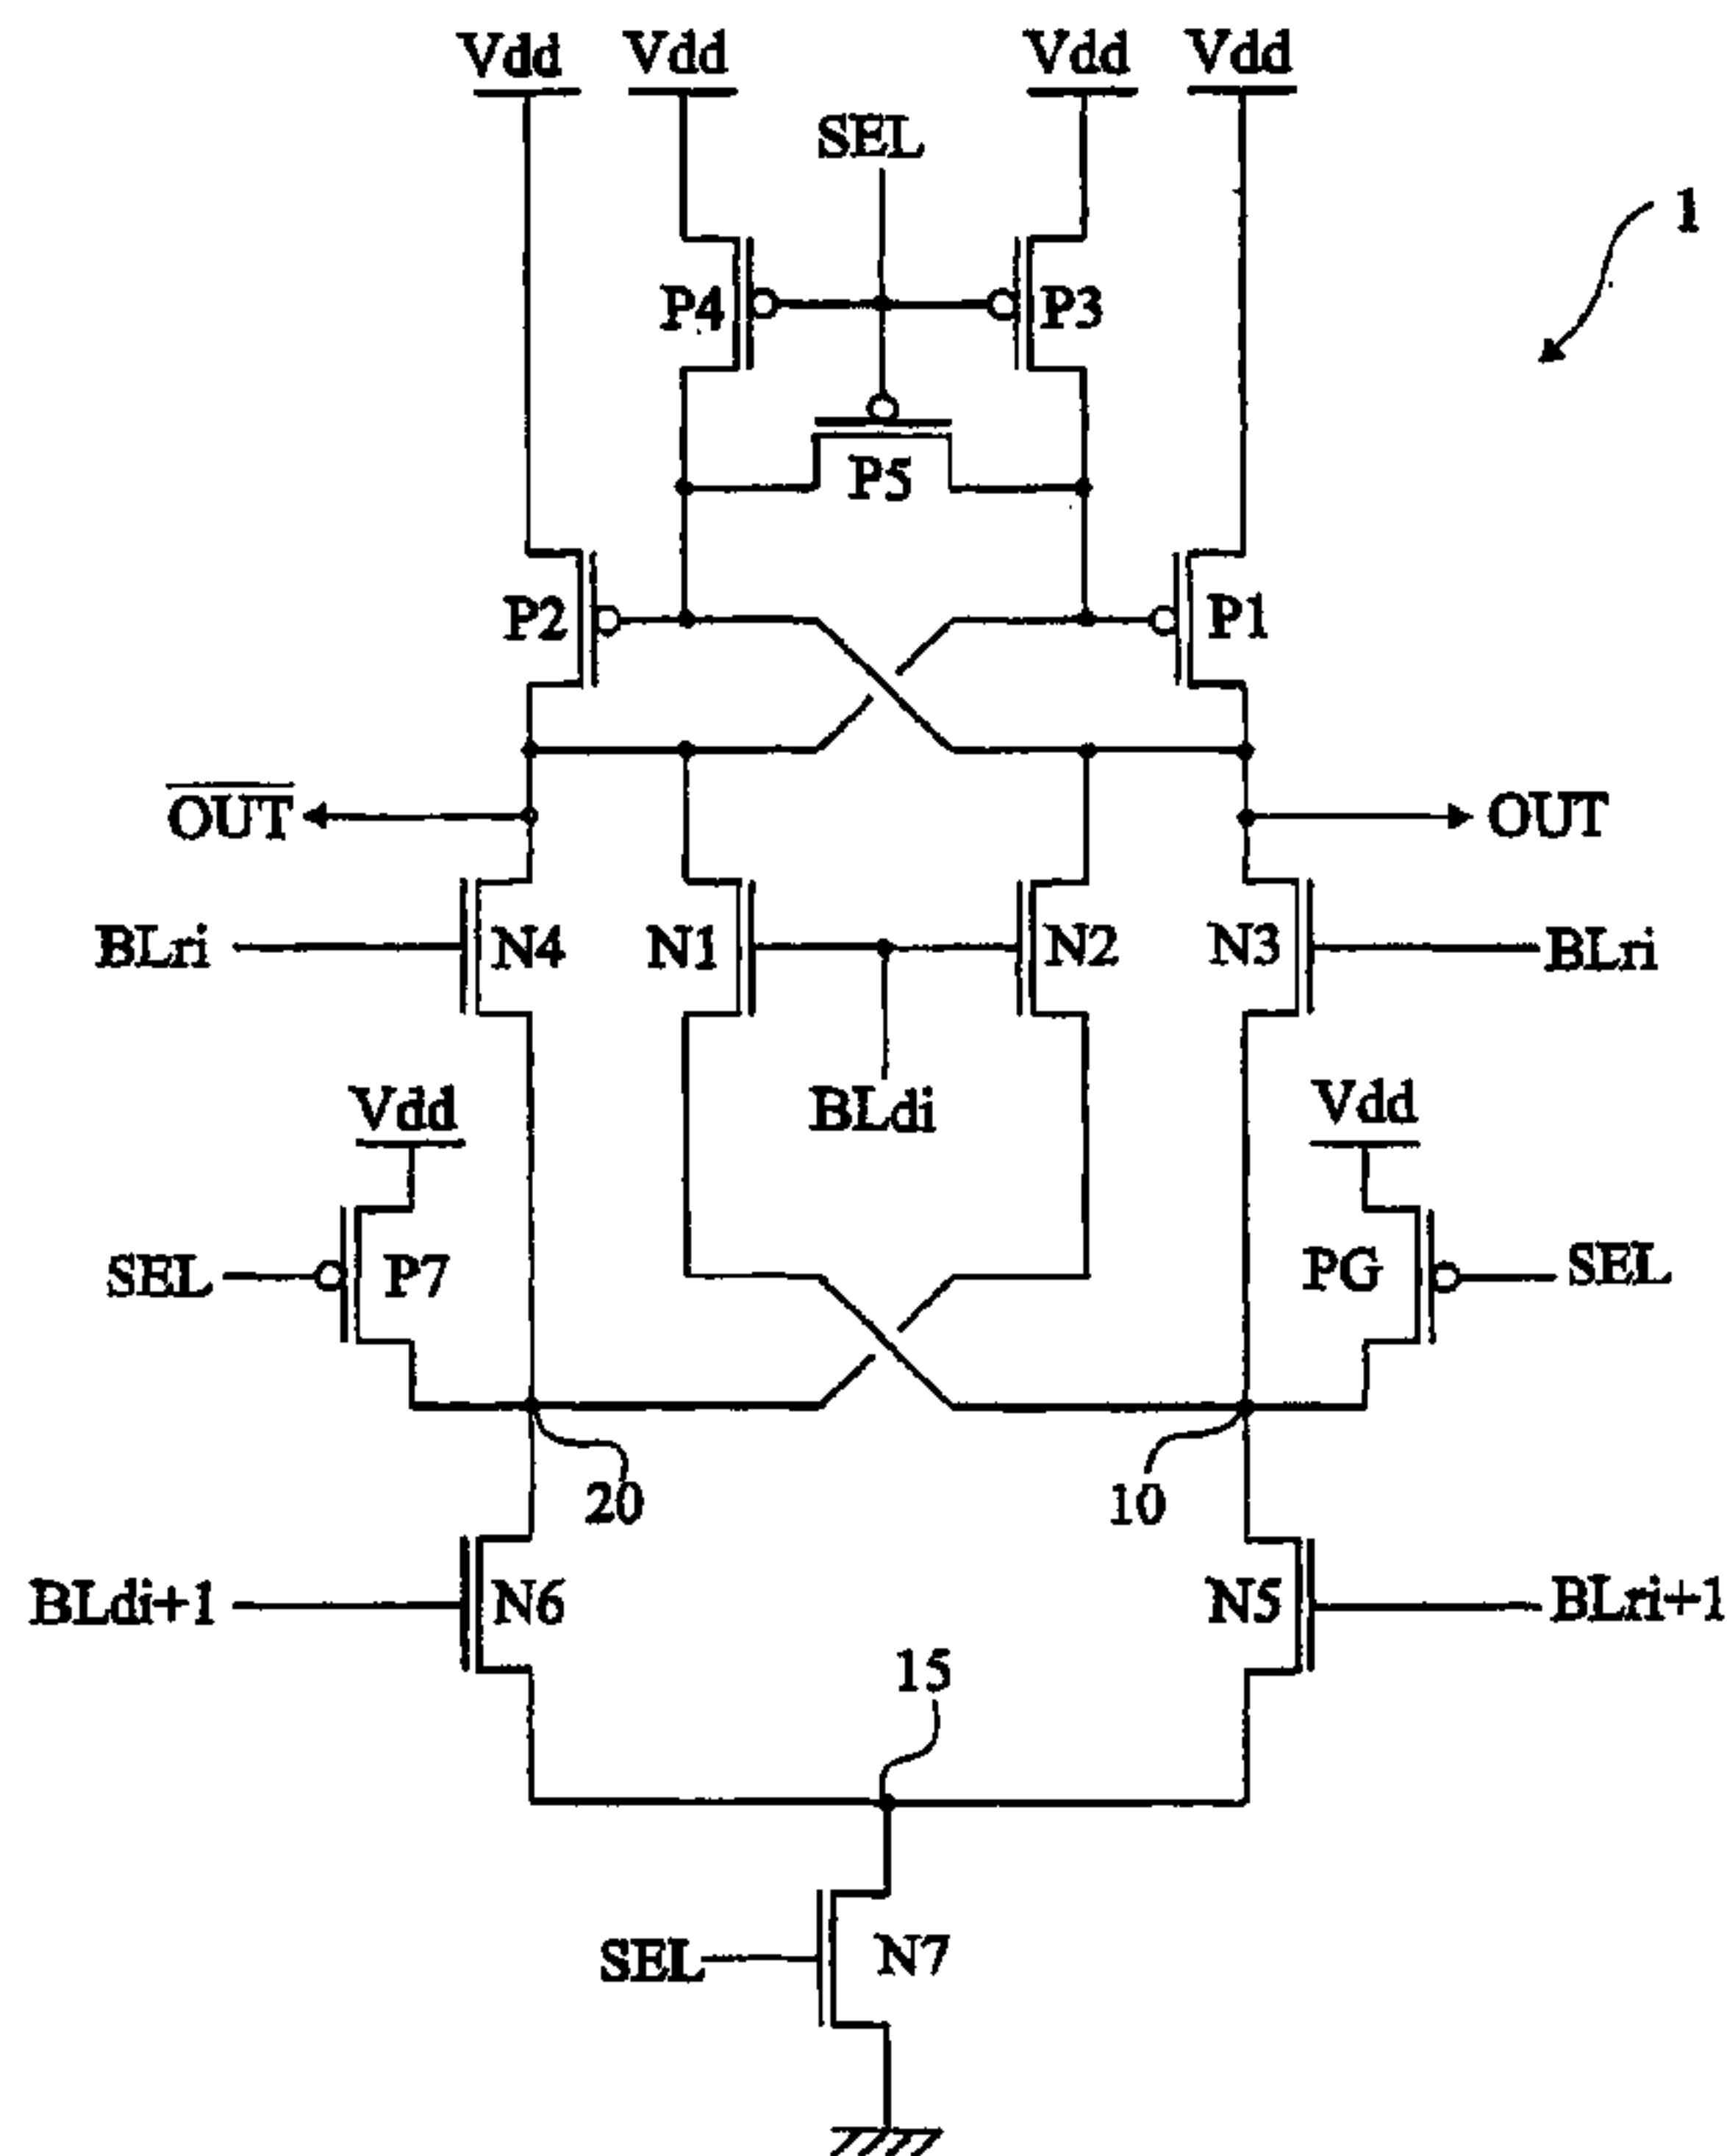 Vdd Vdd Vdd Vdd
SEL
1
P4 P3
P5
P2 P1
OUT OUT
BLri N4 N1 N2 N3 BLri
BLdi
Vdd Vdd
SEL P7 PG SEL
20 10
BLdi+1 N6 N5 BLri+1
15
SEL N7